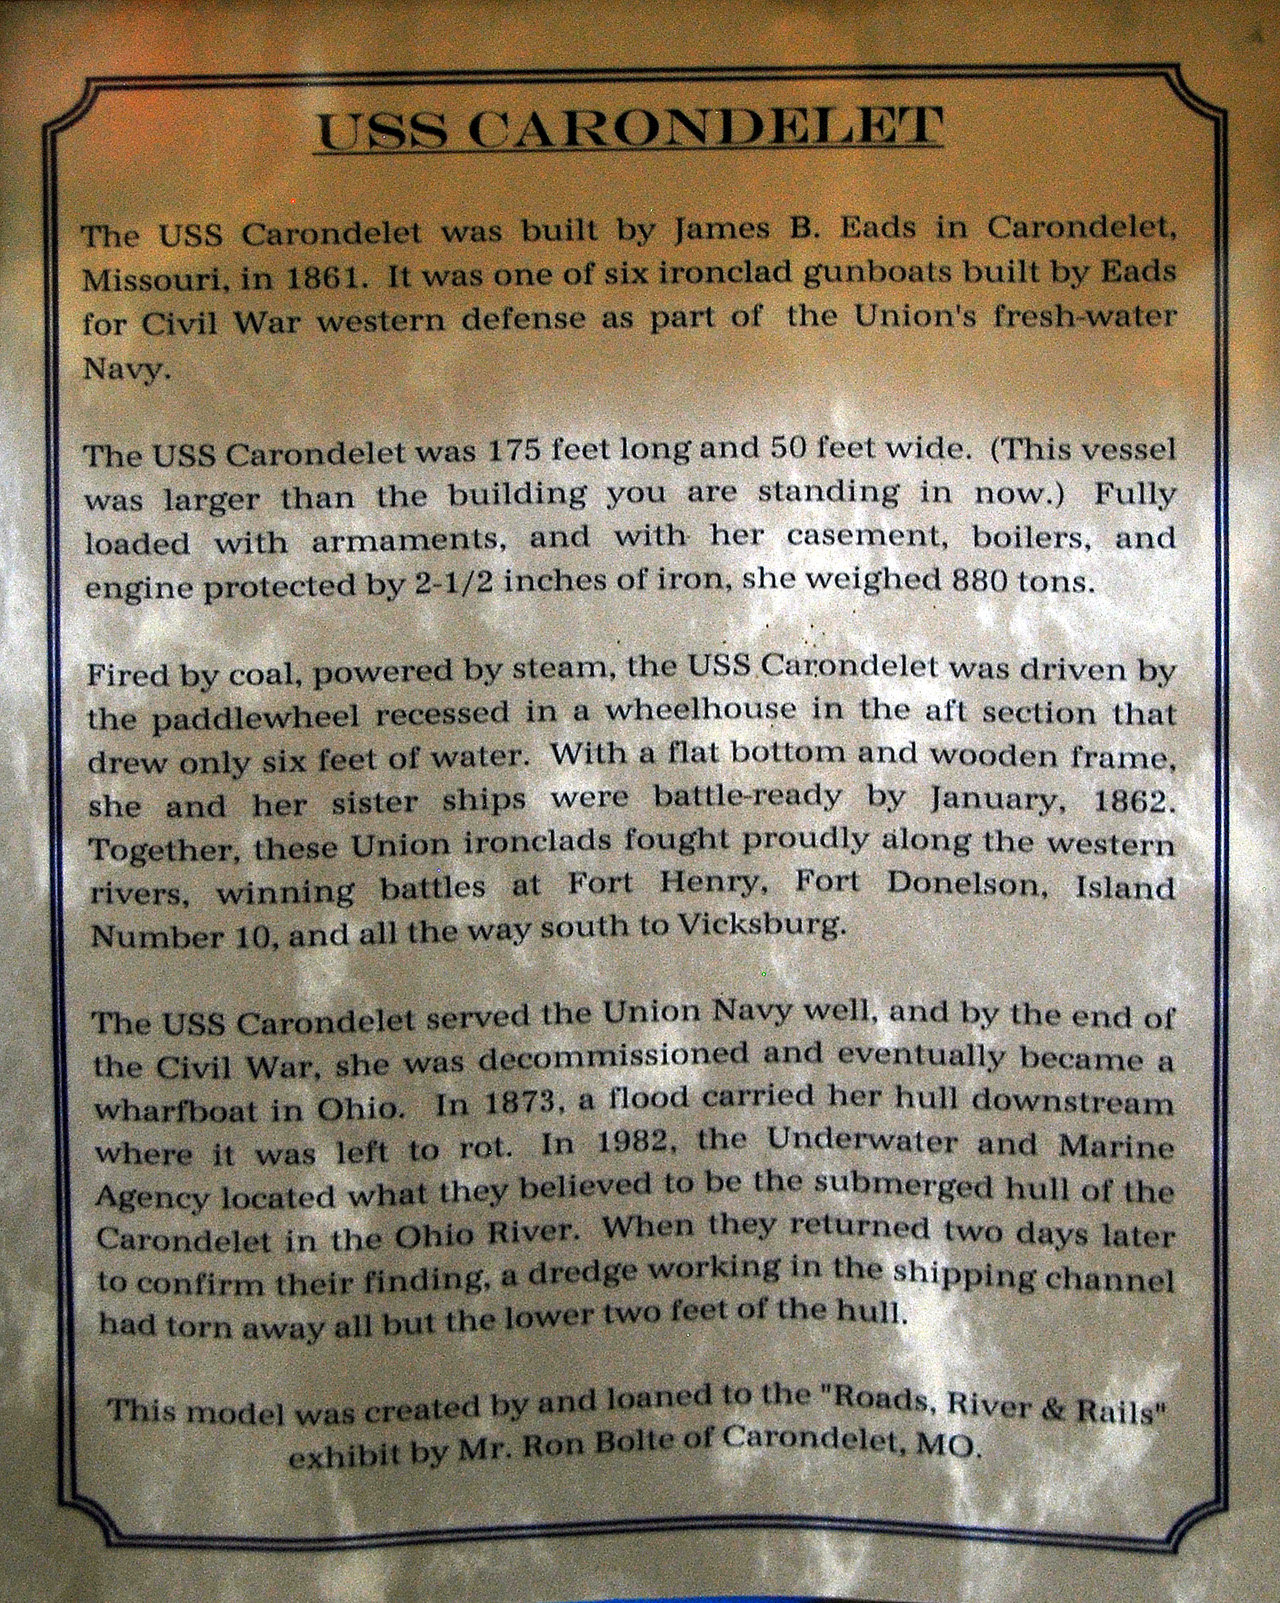 USS CARONDELET
The USS Carondelet was built by James B. Eads in Carondelet,
Missouri, in 1861. It was one of six ironclad gunboats built by Eads
for Civil War western defense as part of the Union's fresh-water
Navy.
The USS Carondelet was 175 feet long and 50 feet wide. (This vessel
was larger than the building you are standing in now.) Fully
loaded with armaments, and with her casement, boilers, and
engine protected by 2-1/2 inches of iron, she weighed 880 tons.
Fired by coal, powered by steam, the USS Carondelet was driven by
the paddlewheel recessed in a wheelhouse in the aft section that
drew only six feet of water. With a flat bottom and wooden frame,
she and her sister ships were battle-ready by January, 1862.
Together, these Union ironclads fought proudly along the western
rivers, winning battles at Fort Henry, Fort Donelson, Island
Number 10, and all the way south to Vicksburg.
The USS Carondelet served the Union Navy well, and by the end of
the Civil War, she was decommissioned and eventually became a
wharfboat in Ohio. In 1873, a flood carried her hull downstream
where it was left to rot. In 1982, the Underwater and Marine
Agency located what they believed to be the submerged hull of the
Carondelet in the Ohio River. When they returned two days later
to confirm their finding, a dredge working in the shipping channel
had torn away all but the lower two feet of the hull.
This model was created by and loaned to the "Roads, River & Rails"
exhibit by Mr. Ron Bolte of Carondelet, MO.